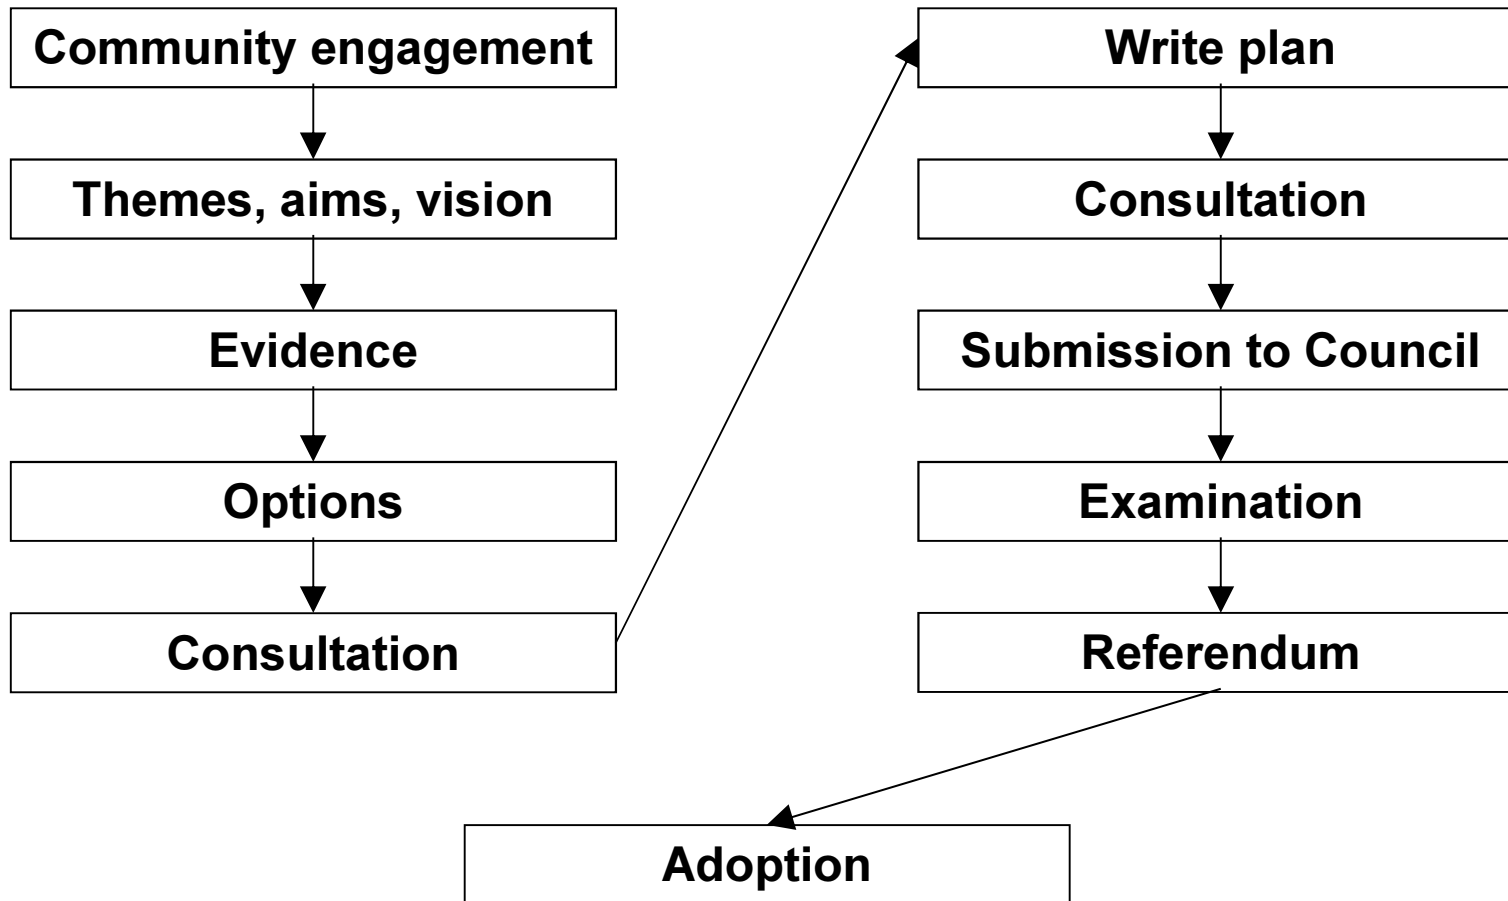 Community engagement
Themes, aims, vision
Evidence
Options
Consultation
Write plan
Consultation
Submission to Council
Examination
Referendum
Adoption